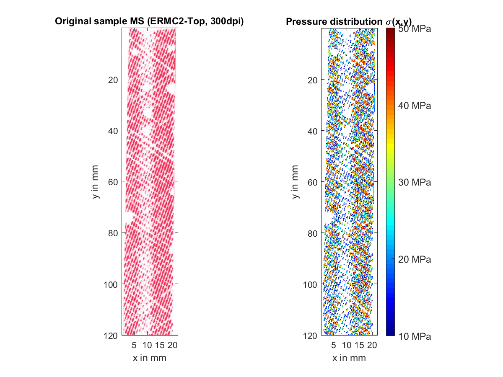 Original sample MS (ERMC2-Top, 300dpi)
Pressure distribution σ(x,y)
y in mm
20
40
60
80
100
120
5 10 15 20
x in mm
y in mm
20
40
60
80
100
120
5 10 15 20
x in mm
50 MPa
40 MPa
30 MPa
20 MPa
10 MPa